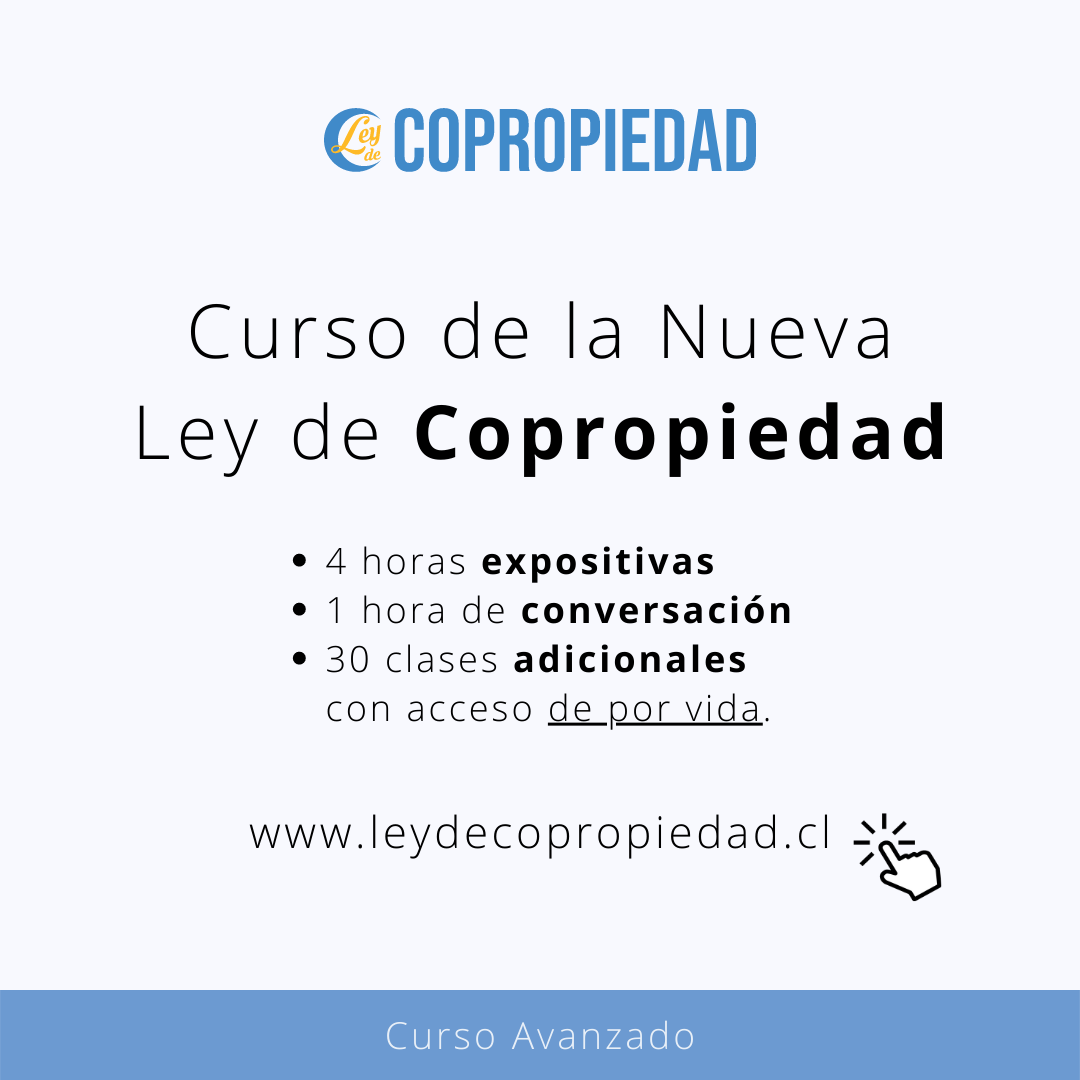 Ley de COPROPIEDAD
Curso de la Nueva
Ley de Copropiedad
• 4 horas expositivas
• 1 hora de conversación
• 30 clases adicionales
con acceso de por vida.
www.leydecopropiedad.cl
Curso Avanzado